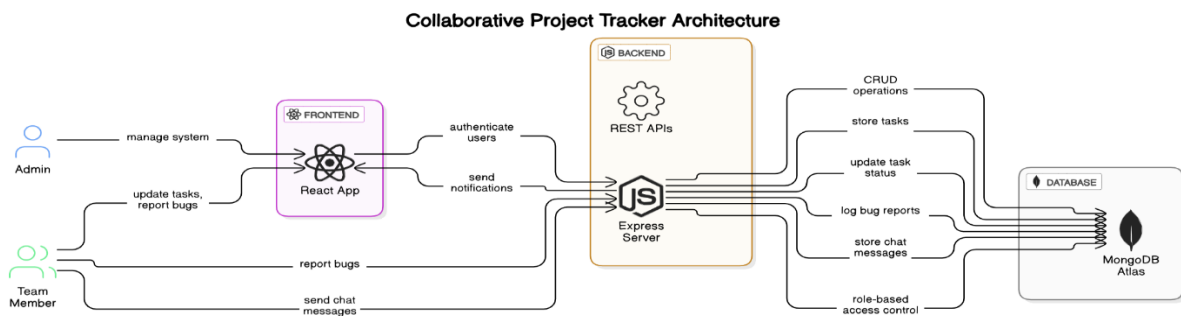 Collaborative Project Tracker Architecture
JS BACKEND
REST APIs
JS
Express
Server
FRONTEND
React App
Admin
Team
Member
manage system
update tasks,
report bugs
authenticate
users
send
notifications
report bugs
send chat
messages
CRUD
operations
store tasks
update task
status
log bug reports
store chat
messages
role-based
access control
DATABASE
MongoDB
Atlas